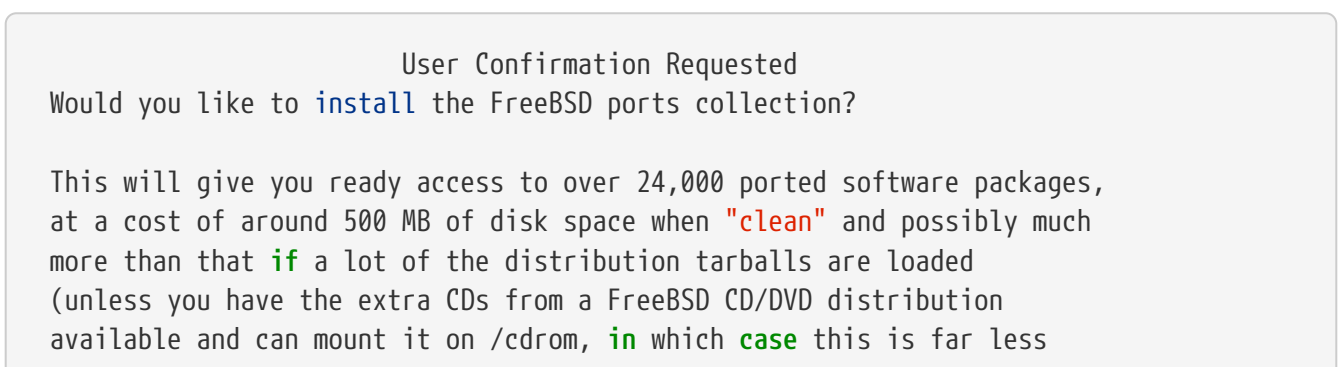 User Confirmation Requested
Would you like to install the FreeBSD ports collection?
This will give you ready access to over 24,000 ported software packages,
at a cost of around 500 MB of disk space when "clean" and possibly much
more than that if a lot of the distribution tarballs are loaded
(unless you have the extra CDs from a FreeBSD CD/DVD distribution
available and can mount it on /cdrom, in which case this is far less